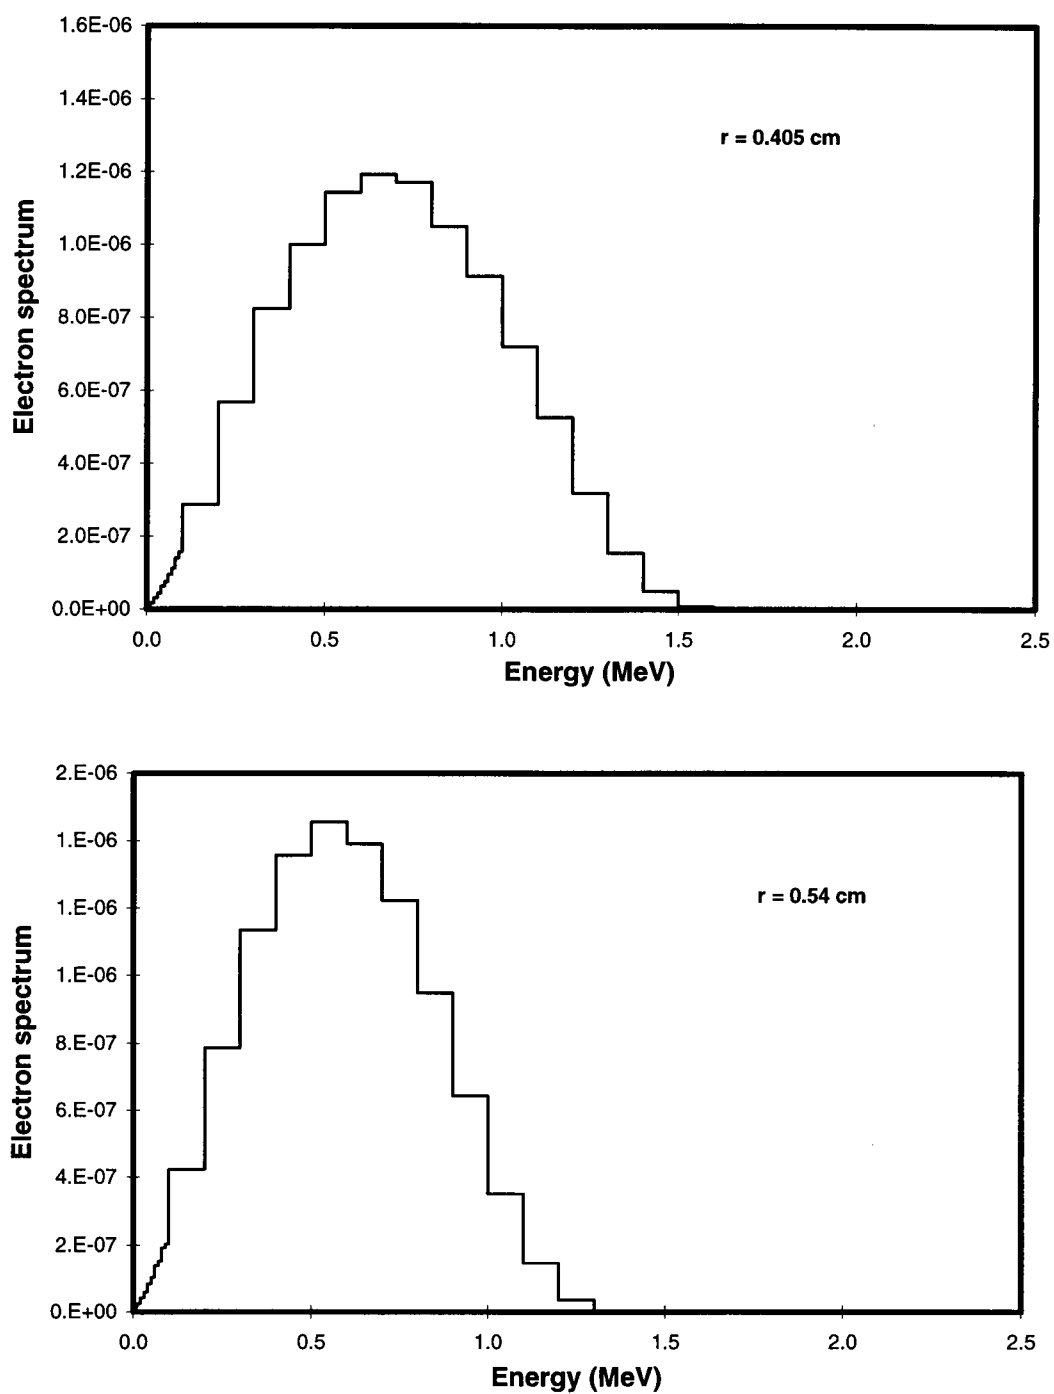 1.6E-06
1.4E-06
r = 0.405 cm
1.2E-06
1.0E-06
8.0E-07
6.0E-07
4.0E-07
2.0E-07
0.0E+00
Electron spectrum
0.0 0.5 1.0 1.5 2.0 2.5
Energy (MeV)
2.E-06
1.E-06
r = 0.54 cm
1.E-06
1.E-06
8.E-07
6.E-07
4.E-07
2.E-07
0.E+00
Electron spectrum
0.0 0.5 1.0 1.5 2.0 2.5
Energy (MeV)